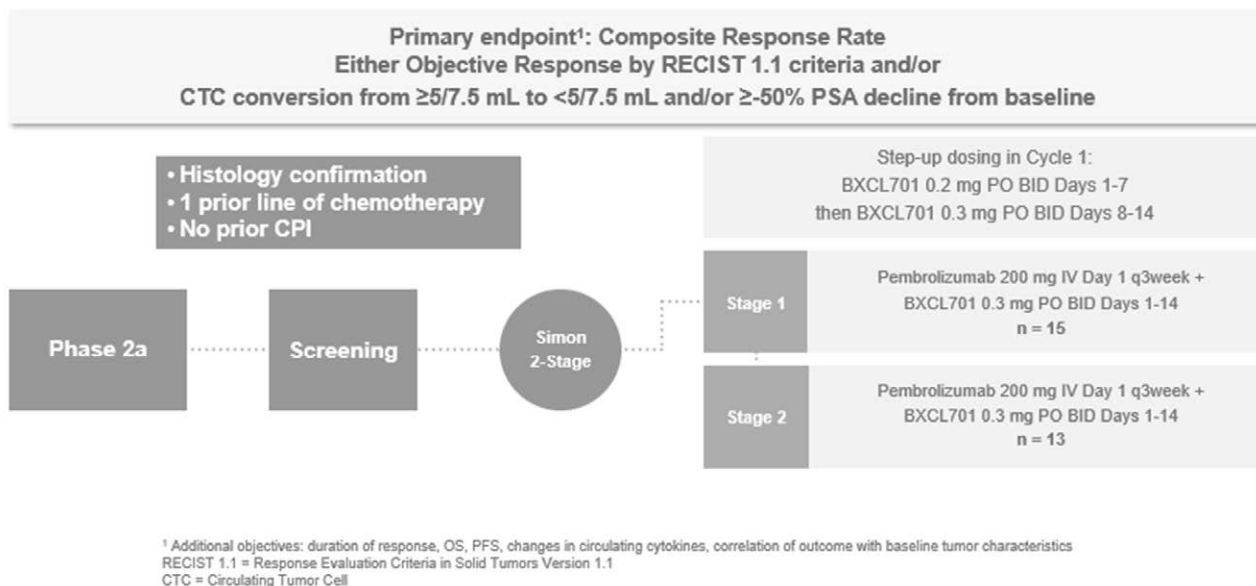 Primary endpoint¹: Composite Response Rate
Either Objective Response by RECIST 1.1 criteria and/or
CTC conversion from ≥5/7.5 mL to <5/7.5 mL and/or ≥-50% PSA decline from baseline
• Histology confirmation
• 1 prior line of chemotherapy
• No prior CPI
Step-up dosing in Cycle 1:
BXCL701 0.2 mg PO BID Days 1-7
then BXCL701 0.3 mg PO BID Days 8-14
Phase 2a
Screening
Simon
2-Stage
Stage 1
Pembrolizumab 200 mg IV Day 1 q3week +
BXCL701 0.3 mg PO BID Days 1-14
n = 15
Stage 2
Pembrolizumab 200 mg IV Day 1 q3week +
BXCL701 0.3 mg PO BID Days 1-14
n = 13
¹ Additional objectives: duration of response, OS, PFS, changes in circulating cytokines, correlation of outcome with baseline tumor characteristics
RECIST 1.1 = Response Evaluation Criteria in Solid Tumors Version 1.1
CTC = Circulating Tumor Cell